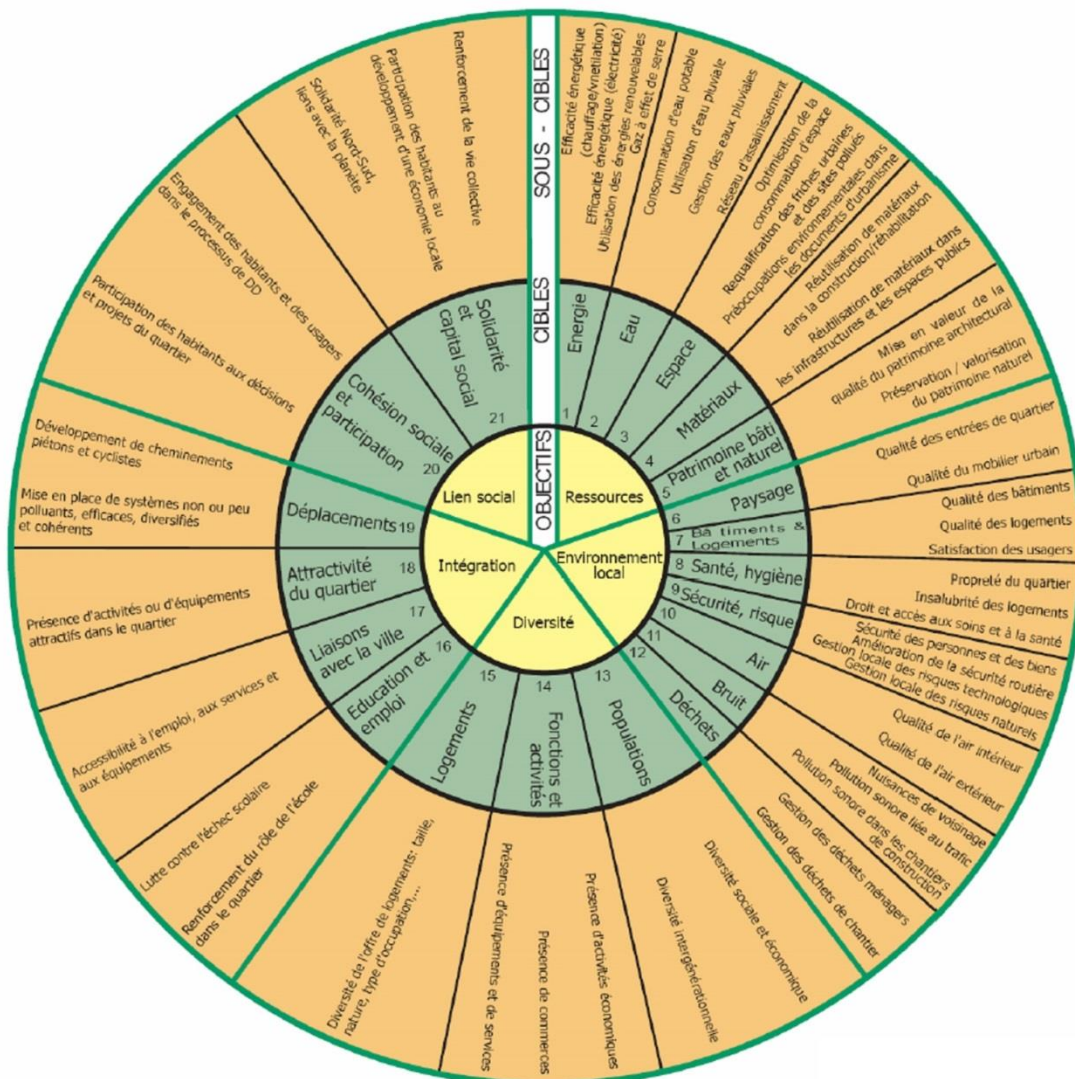 SOUS - CIBLES
CIBLES
OBJECTIFS
Ressources
Environnement
local
Diversité
Intégration
Lien social
1
Energie
Efficacité énergétique
(chauffage/vnetilation)
Efficacité énergétique (électricité)
Utilisation des énergies renouvelables
Gaz à effet de serre
2
Eau
Consommation d'eau potable
Utilisation d'eau pluviale
Gestion des eaux pluviales
Réseau d'assainissement
3
Espace
Optimisation de la
consommation d'espace
Requalification des friches urbaines
et des sites pollués
Préoccupations environnementales dans
les documents d'urbanisme
4
Matériaux
Réutilisation de matériaux
dans la construction/réhabilitation
Réutilisation de matériaux dans
les infrastructures et les espaces publics
5
Patrimoine bâti
et naturel
Mise en valeur de la
qualité du patrimoine architectural
Préservation / valorisation
du patrimoine naturel
6
Paysage
Qualité des entrées de quartier
Qualité du mobilier urbain
7
Bâ timents &
Logements
Qualité des bâtiments
Qualité des logements
Satisfaction des usagers
8
Santé, hygiène
Propreté du quartier
Insalubrité des logements
Droit et accès aux soins et à la santé
9
Sécurité, risque
Sécurité des personnes et des biens
Amélioration de la sécurité routière
Gestion locale des risques technologiques
Gestion locale des risques naturels
10
Air
Qualité de l'air intérieur
Qualité de l'air extérieur
11
Bruit
Nuisances de voisinage
Pollution sonore liée au trafic
Pollution sonore dans les chantiers
de construction
12
Déchets
Gestion des déchets ménagers
Gestion des déchets de chantier
13
Populations
Diversité sociale et économique
Diversité intergénérationnelle
14
Fonctions et
activités
Présence d'activités économiques
Présence de commerces
Présence d'équipements et de services
15
Logements
Diversité de l'offre de logements: taille,
nature, type d'occupation,...
16
Education et
emploi
Renforcement du rôle de l'école
dans le quartier
Lutte contre l'échec scolaire
17
Liaisons
avec la ville
Accessibilité à l'emploi, aux services et
aux équipements
18
Attractivité
du quartier
Présence d'activités ou d'équipements
attractifs dans le quartier
19
Déplacements
Mise en place de systèmes non ou peu
polluants, efficaces, diversifiés
et cohérents
Développement de cheminements
piétons et cyclistes
20
Cohésion sociale
et
participation
Participation des habitants aux décisions
et projets du quartier
Engagement des habitants et des usagers
dans le processus de DD
21
Solidarité
et
capital social
Solidarité Nord-Sud,
liens avec la planète
Participation des habitants au
développement d'une économie locale
Renforcement de la vie collective